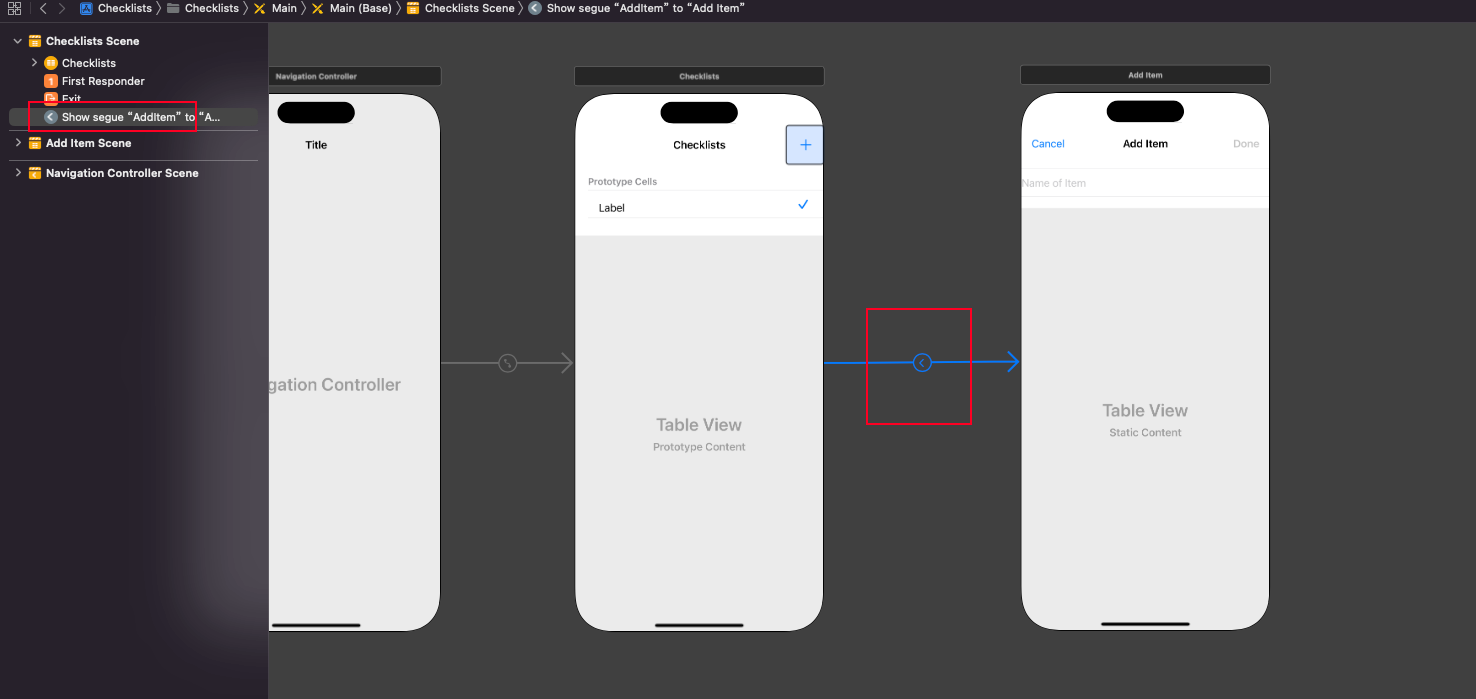 Checklists Checklists Main Main (Base) Checklists Scene Show segue “AddItem” to “Add Item”
Checklists Scene
Checklists
First Responder
Exit
Show segue “AddItem” to “A...
Add Item Scene
Navigation Controller Scene
Navigation Controller
Title
gation Controller
Checklists
Checklists
Prototype Cells
Label
Table View
Prototype Content
Add Item
Cancel Add Item Done
Name of Item
Table View
Static Content